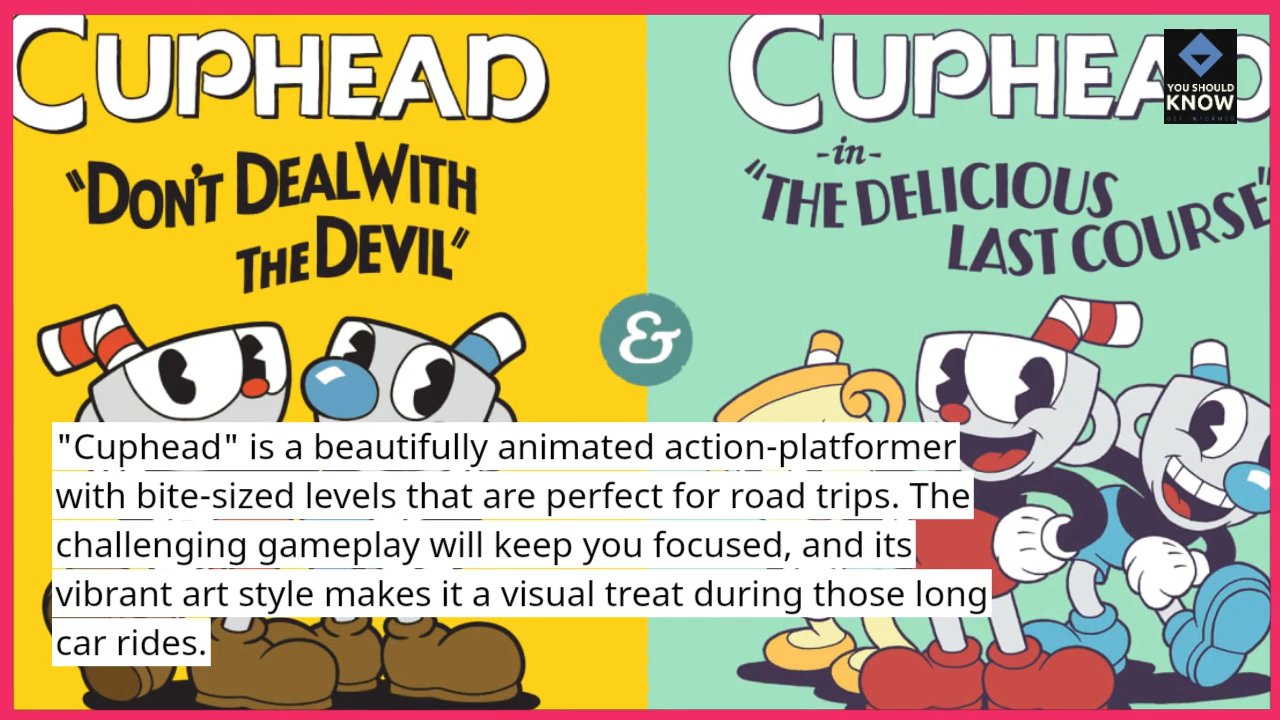 CUPHEAD
"DON'T DEAL WITH
THE DEVIL"
&
CUPHEAD
-in-
"THE DELICIOUS
LAST COURSE"
YOU SHOULD
KNOW
GET INFORMED
"Cuphead" is a beautifully animated action-platformer
with bite-sized levels that are perfect for road trips. The
challenging gameplay will keep you focused, and its
vibrant art style makes it a visual treat during those long
car rides.